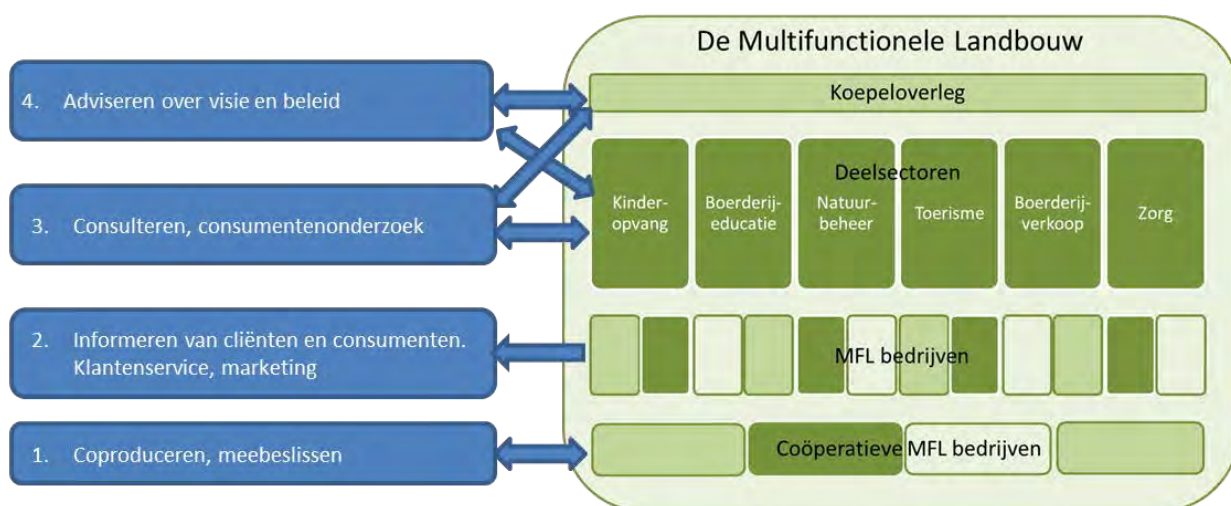 De Multifunctionele Landbouw
4. Adviseren over visie en beleid
Koepeloverleg
3. Consulteren, consumentenonderzoek
Deelsectoren
Kinder-
opvang
Boerderij-
educatie
Natuur-
beheer
Toerisme
Boerderij-
verkoop
Zorg
2. Informeren van cliënten en consumenten.
Klantenservice, marketing
MFL bedrijven
1. Coproduceren, meebeslissen
Coöperatieve MFL bedrijven